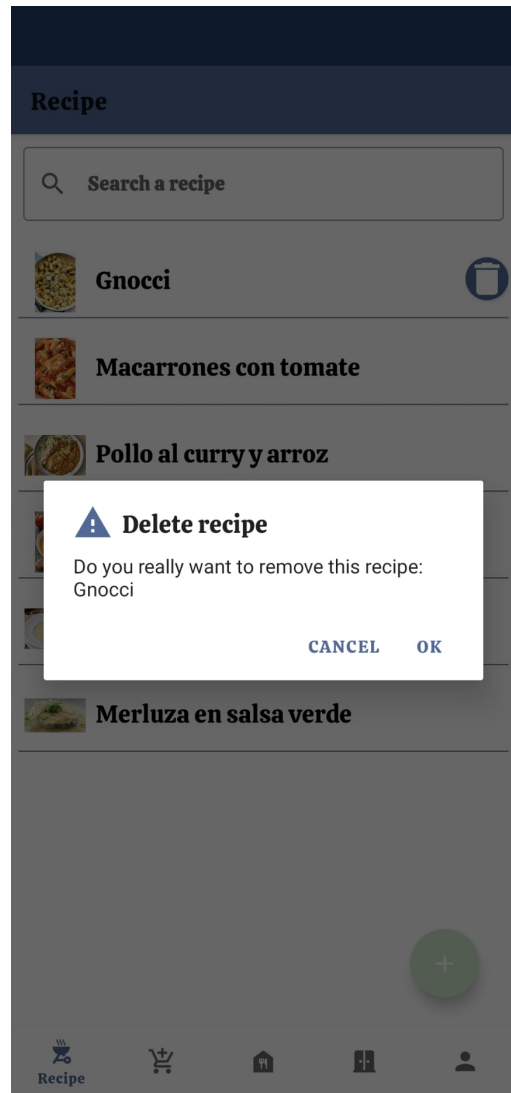 Recipe
Search a recipe
Gnocci
Macarrones con tomate
Pollo al curry y arroz
Delete recipe
Do you really want to remove this recipe:
Gnocci
CANCEL OK
Merluza en salsa verde
Recipe